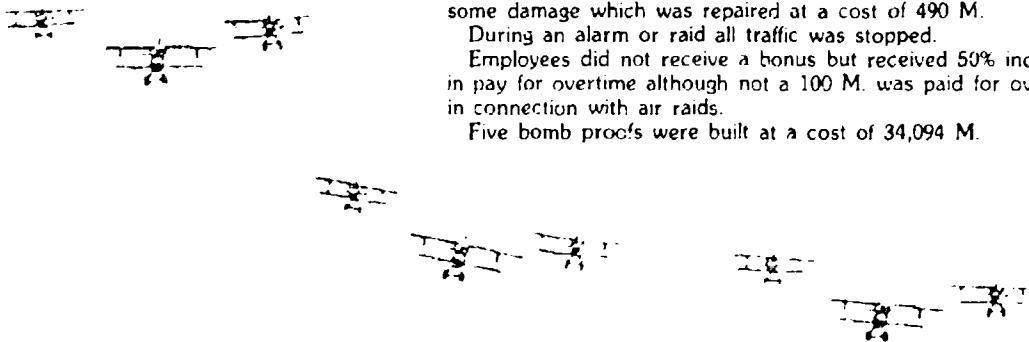 some damage which was repaired at a cost of 490 M.
During an alarm or raid all traffic was stopped.
Employees did not receive a bonus but received 50% inc
in pay for overtime although not a 100 M. was paid for ov
in connection with air raids.
Five bomb proofs were built at a cost of 34,094 M.